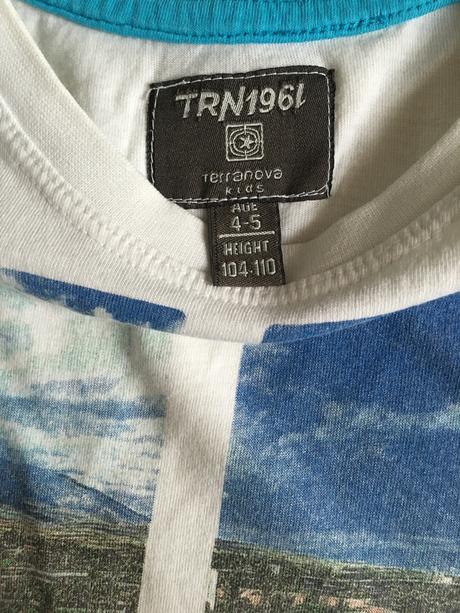 TRN1961
Terranova
kids
AGE
4-5
HEIGHT
104-110